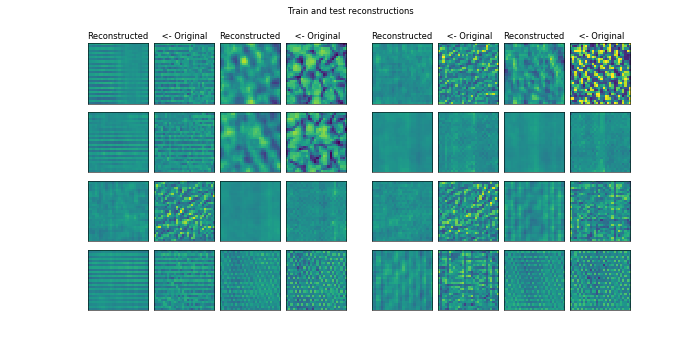 Train and test reconstructions
Reconstructed <- Original Reconstructed <- Original Reconstructed <- Original Reconstructed <- Original